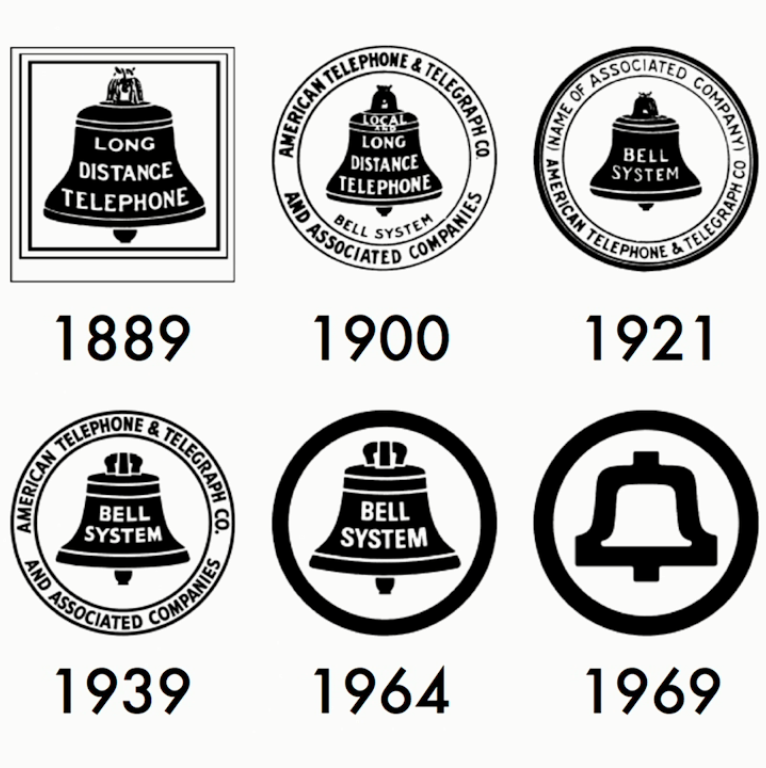 LONG
DISTANCE
TELEPHONE
1889
AMERICAN TELEPHONE & TELEGRAPH CO.
LOCAL
AND
LONG
DISTANCE
TELEPHONE
BELL SYSTEM
AND ASSOCIATED COMPANIES
1900
(NAME OF ASSOCIATED COMPANY)
BELL
SYSTEM
AMERICAN TELEPHONE & TELEGRAPH CO
1921
AMERICAN TELEPHONE & TELEGRAPH CO.
BELL
SYSTEM
AND ASSOCIATED COMPANIES
1939
BELL
SYSTEM
1964
1969